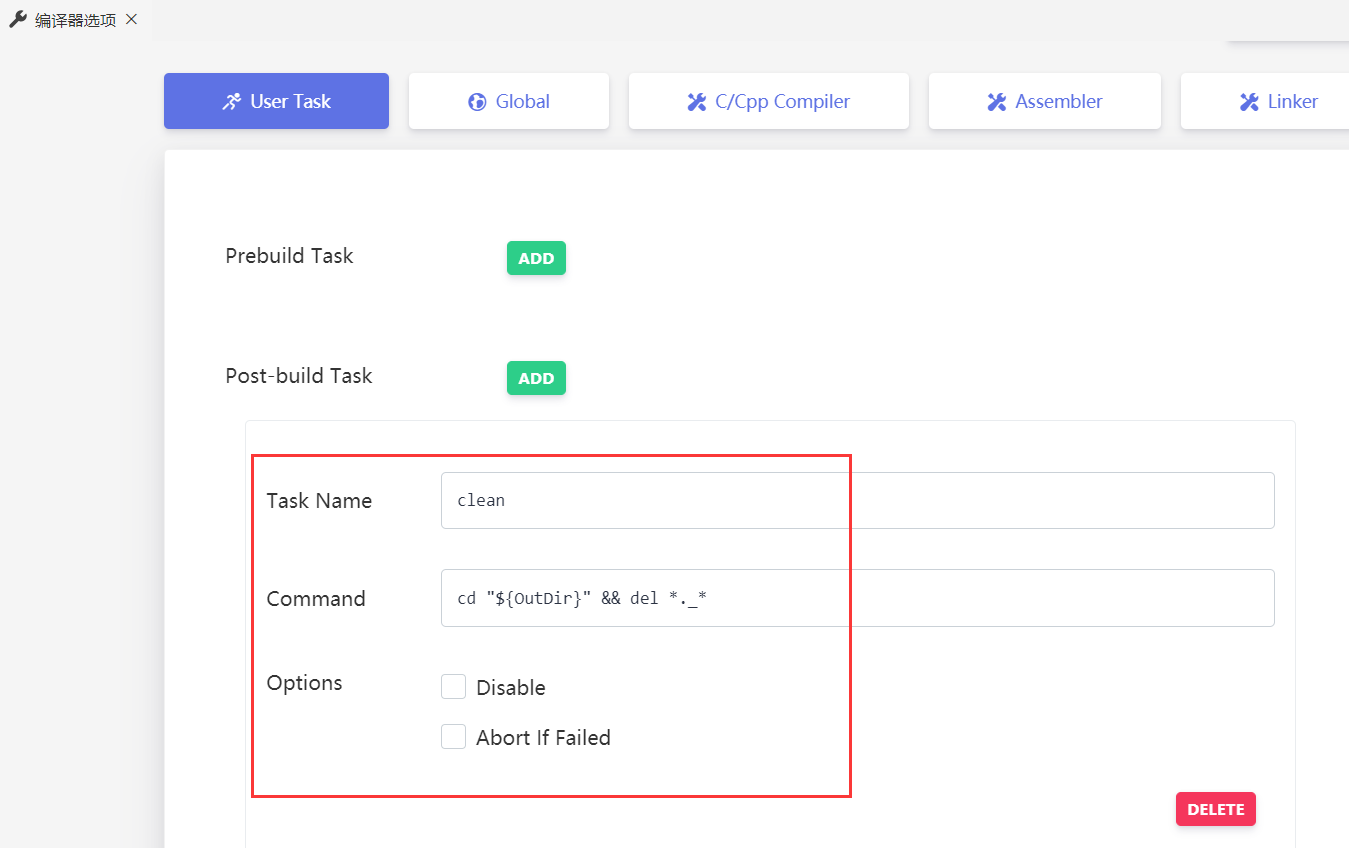 编译器选项
User Task Global C/Cpp Compiler Assembler Linker
Prebuild Task ADD
Post-build Task ADD
Task Name clean
Command cd "${OutDir}" && del *._*
Options Disable
Abort If Failed
DELETE